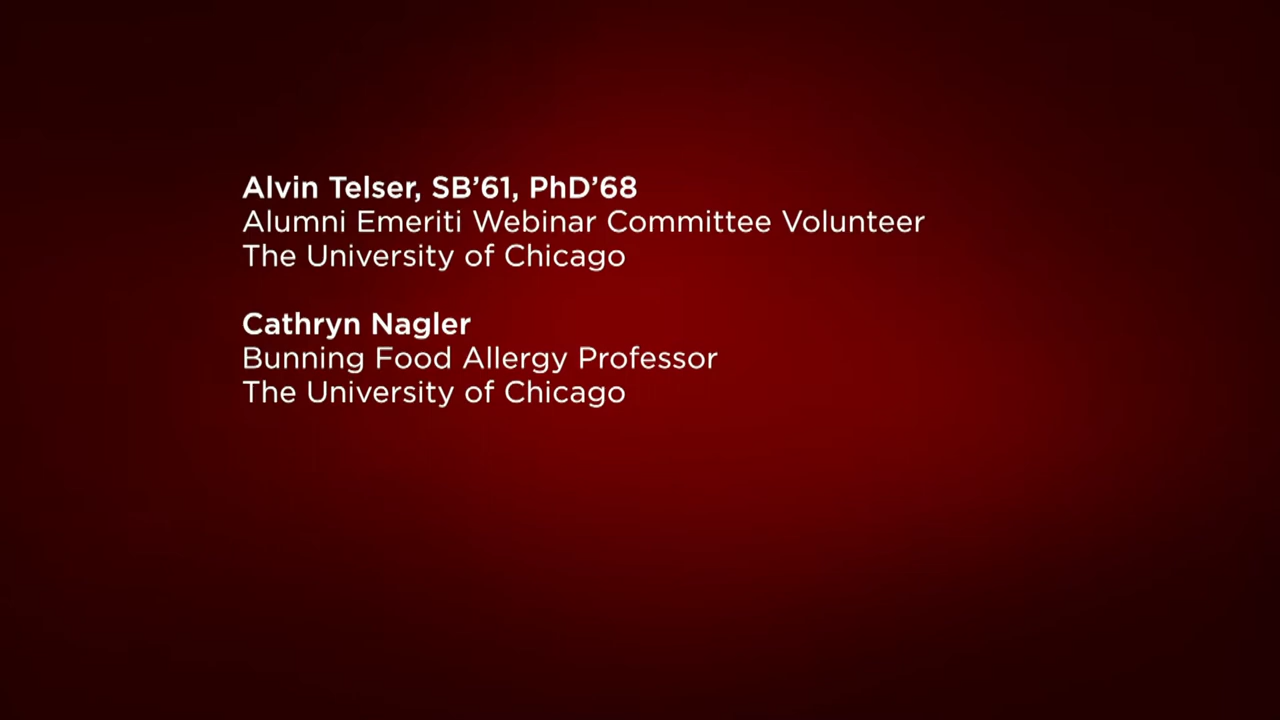 Alvin Telser, SB’61, PhD’68
Alumni Emeriti Webinar Committee Volunteer
The University of Chicago
Cathryn Nagler
Bunning Food Allergy Professor
The University of Chicago